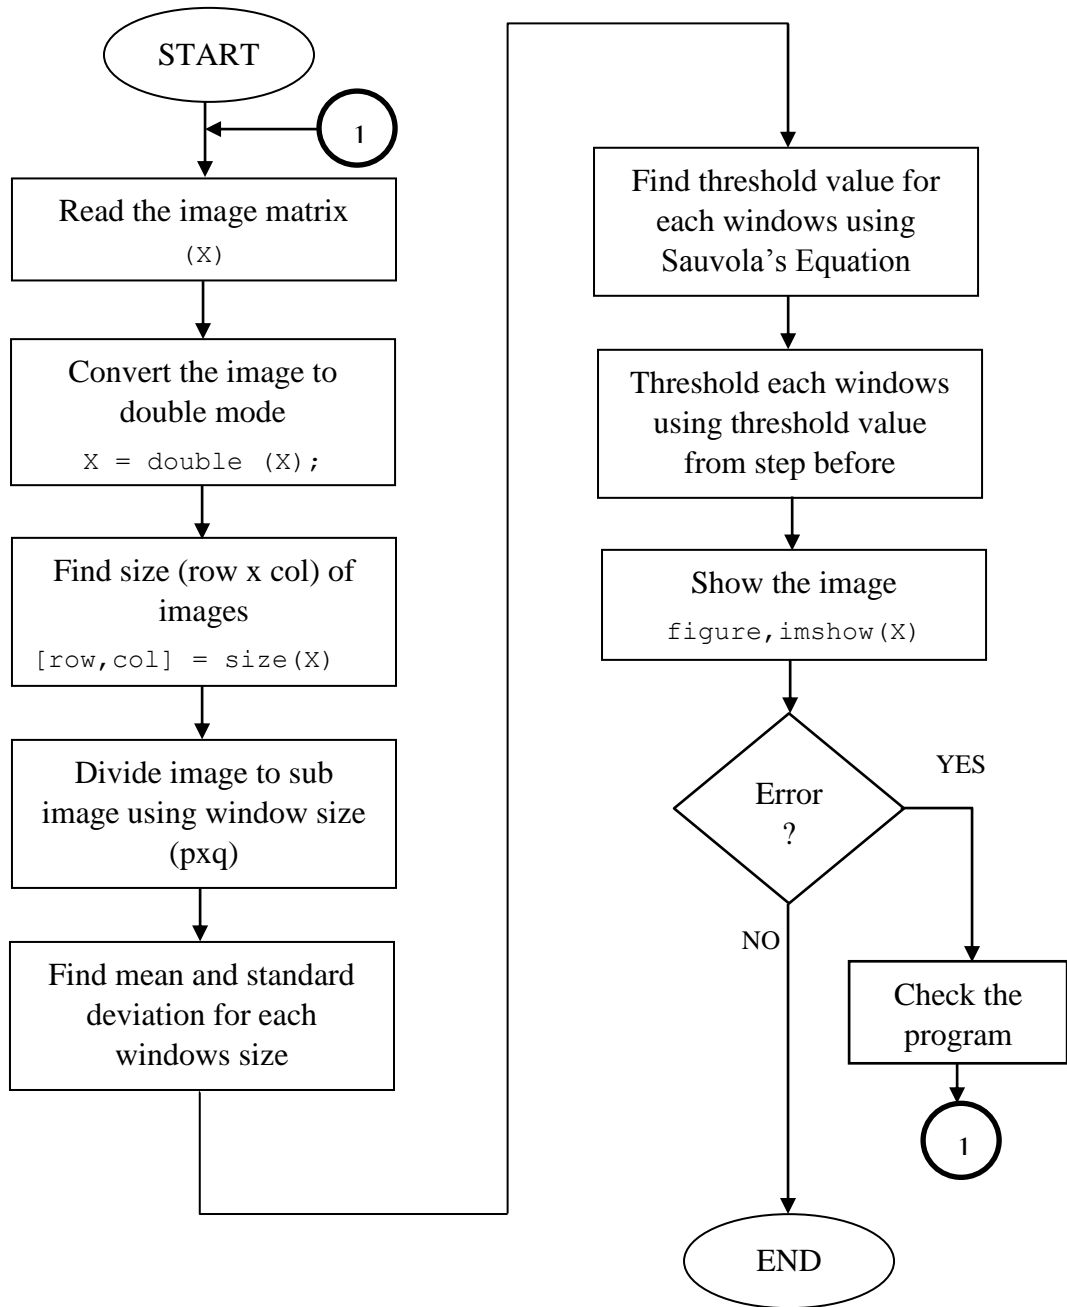 START
1
Read the image matrix
(X)
Convert the image to
double mode
X = double (X);
Find size (row x col) of
images
[row,col] = size(X)
Divide image to sub
image using window size
(pxq)
Find mean and standard
deviation for each
windows size
Find threshold value for
each windows using
Sauvola’s Equation
Threshold each windows
using threshold value
from step before
Show the image
figure,imshow(X)
Error
?
YES
NO
Check the
program
1
END